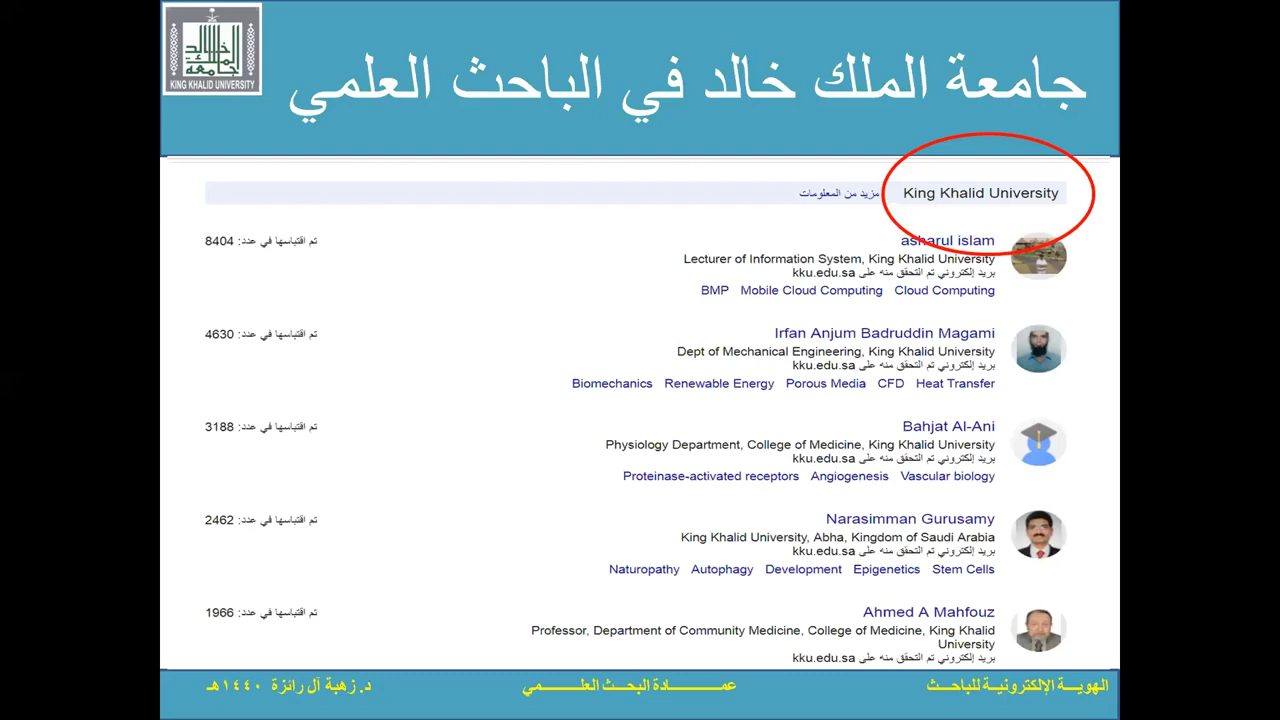 جامعة الملك خالد
KING KHALID UNIVERSITY
جامعة الملك خالد في الباحث العلمي
King Khalid University مزيد من المعلومات
asharul islam
تم اقتباسها في عدد: 8404
Lecturer of Information System, King Khalid University
بريد إلكتروني تم التحقق منه على kku.edu.sa
BMP Mobile Cloud Computing Cloud Computing
Irfan Anjum Badruddin Magami
تم اقتباسها في عدد: 4630
Dept of Mechanical Engineering, King Khalid University
بريد إلكتروني تم التحقق منه على kku.edu.sa
Biomechanics Renewable Energy Porous Media CFD Heat Transfer
Bahjat Al-Ani
تم اقتباسها في عدد: 3188
Physiology Department, College of Medicine, King Khalid University
بريد إلكتروني تم التحقق منه على kku.edu.sa
Proteinase-activated receptors Angiogenesis Vascular biology
Narasimman Gurusamy
تم اقتباسها في عدد: 2462
King Khalid University, Abha, Kingdom of Saudi Arabia
بريد إلكتروني تم التحقق منه على kku.edu.sa
Naturopathy Autophagy Development Epigenetics Stem Cells
Ahmed A Mahfouz
تم اقتباسها في عدد: 1966
Professor, Department of Community Medicine, College of Medicine, King Khalid
University
بريد إلكتروني تم التحقق منه على kku.edu.sa
الهويـــة الإلكترونيــة للباحـــث عمــــــــادة البحــث العلـــــــــمي د. زهبة آل رائزة ١٤٤٠هـ